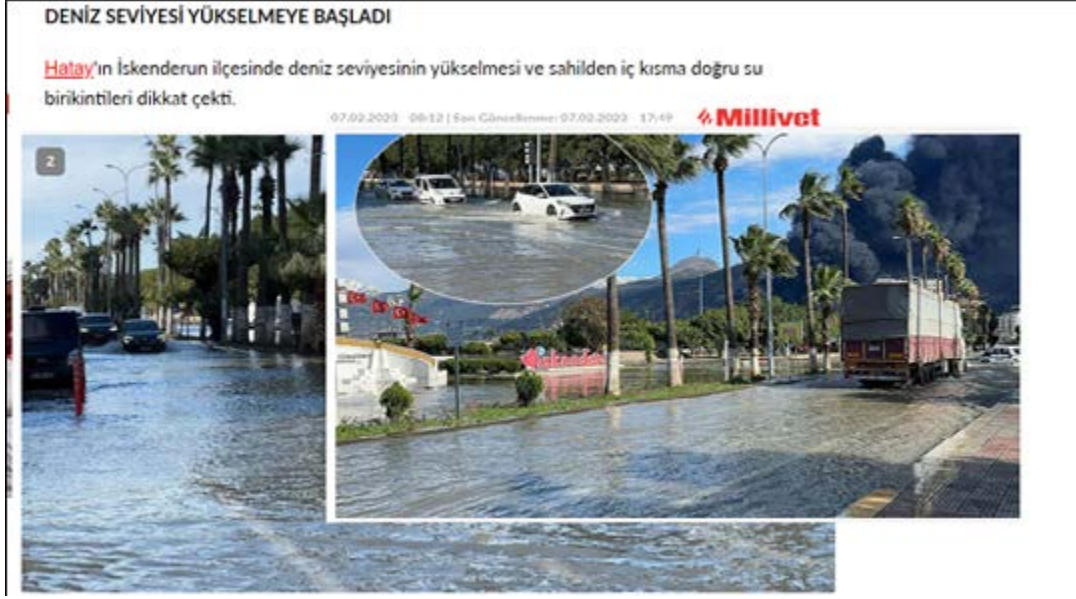 DENİZ SEVİYESİ YÜKSELMEYE BAŞLADI
Hatay'ın İskenderun ilçesinde deniz seviyesinin yükselmesi ve sahilden iç kısma doğru su
birikintileri dikkat çekti.
07.02.2023 - 08:12 | Son Güncellenme: 07.02.2023 - 17:49
Milliyet
2